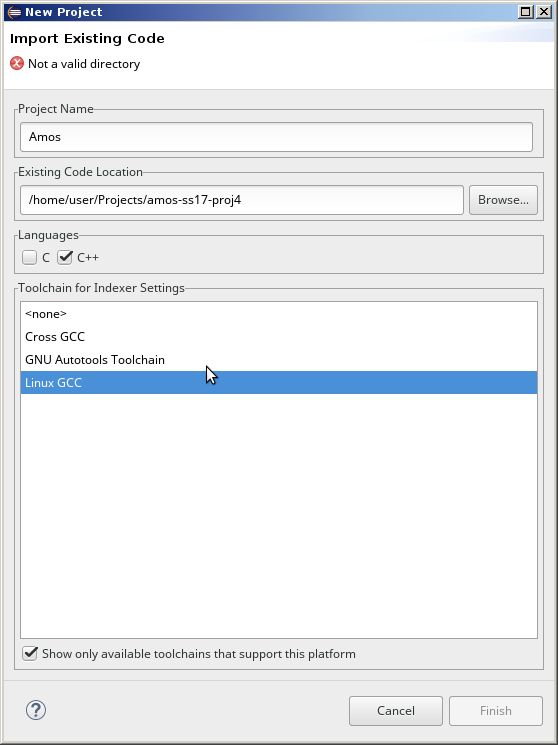 New Project
Import Existing Code
Not a valid directory
Project Name
Amos
Existing Code Location
/home/user/Projects/amos-ss17-proj4
Browse...
Languages
C
C++
Toolchain for Indexer Settings
<none>
Cross GCC
GNU Autotools Toolchain
Linux GCC
Show only available toolchains that support this platform
?
Cancel
Finish